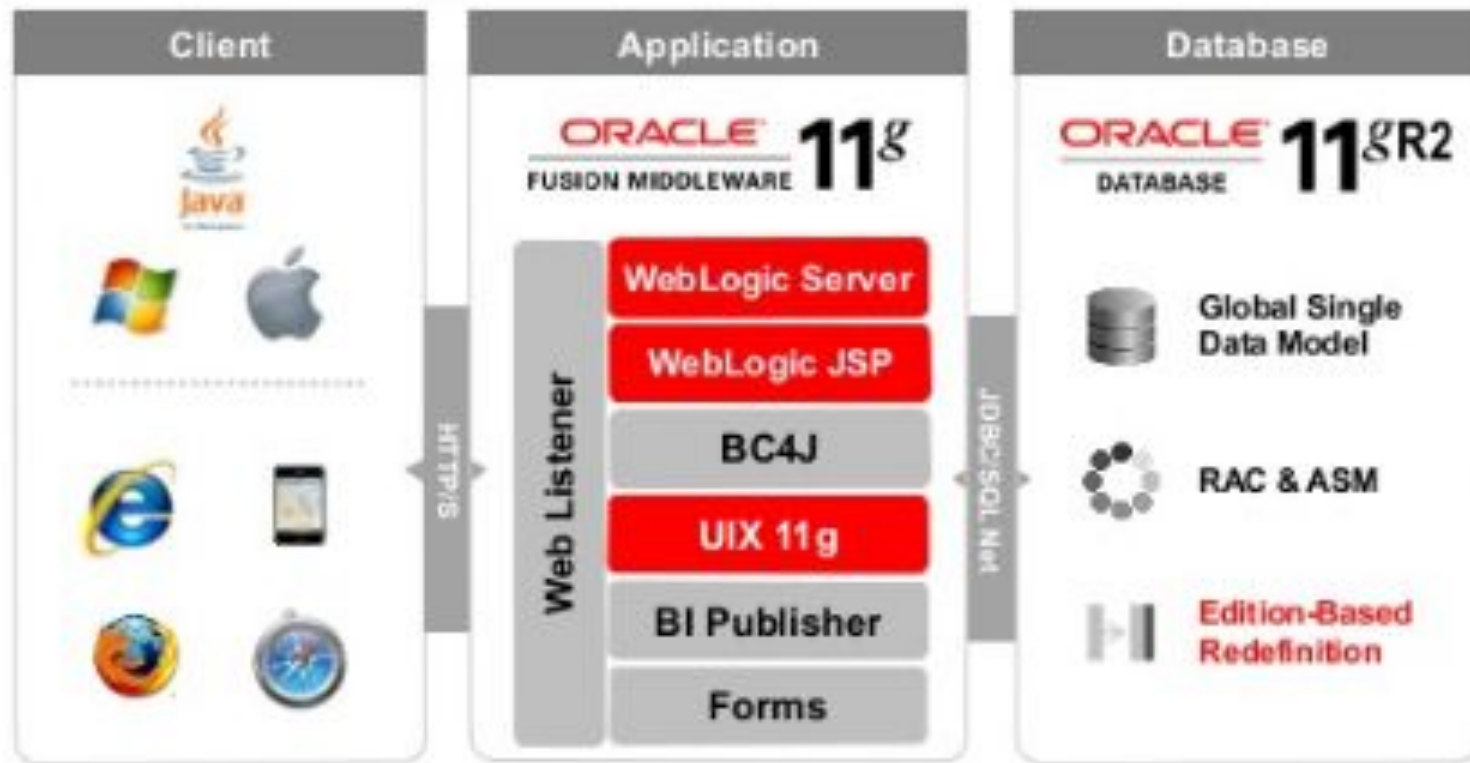 Client
Java
HTTP/S
Application
ORACLE
FUSION MIDDLEWARE 11g
Web Listener
WebLogic Server
WebLogic JSP
BC4J
UIX 11g
BI Publisher
Forms
JDBC/SQL Net
Database
ORACLE
DATABASE 11gR2
Global Single
Data Model
RAC & ASM
Edition-Based
Redefinition